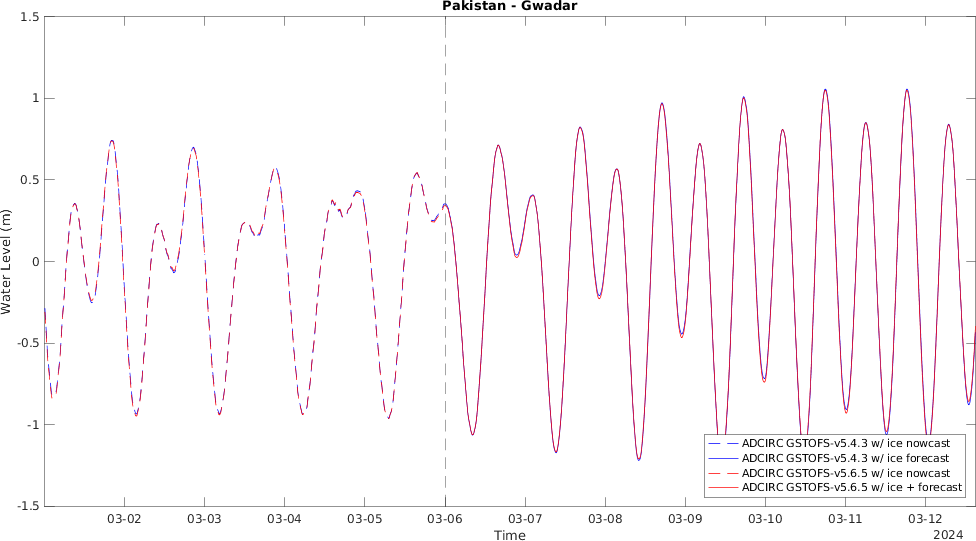 Pakistan - Gwadar
1.5
1
0.5
0
-0.5
-1
-1.5
Water Level (m)
ADCIRC GSTOFS-v5.4.3 w/ ice nowcast
ADCIRC GSTOFS-v5.4.3 w/ ice forecast
ADCIRC GSTOFS-v5.6.5 w/ ice nowcast
ADCIRC GSTOFS-v5.6.5 w/ ice + forecast
03-02 03-03 03-04 03-05 03-06 03-07 03-08 03-09 03-10 03-11 03-12
Time
2024